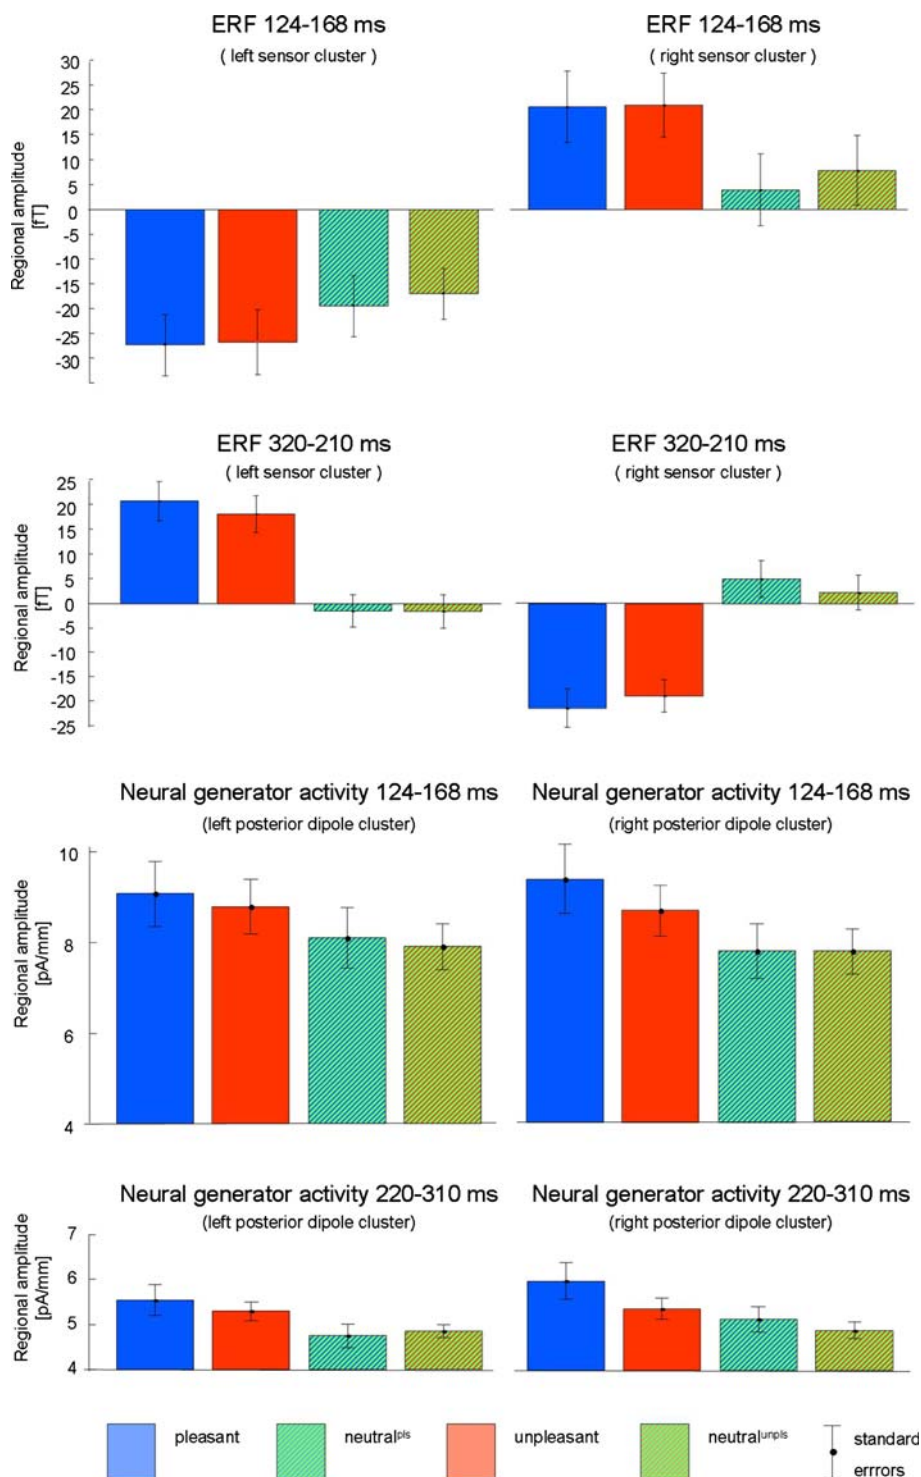 ERF 124-168 ms
( left sensor cluster )
ERF 124-168 ms
( right sensor cluster )
Regional amplitude
[fT]
30
25
20
15
10
5
0
-5
-10
-15
-20
-25
-30
ERF 320-210 ms
( left sensor cluster )
ERF 320-210 ms
( right sensor cluster )
Regional amplitude
[fT]
25
20
15
10
5
0
-5
-10
-15
-20
-25
Neural generator activity 124-168 ms
(left posterior dipole cluster)
Neural generator activity 124-168 ms
(right posterior dipole cluster)
Regional amplitude
[pA/mm]
10
8
6
4
Neural generator activity 220-310 ms
(left posterior dipole cluster)
Neural generator activity 220-310 ms
(right posterior dipole cluster)
Regional amplitude
[pA/mm]
7
6
5
4
pleasant
neutralpls
unpleasant
neutralunpls
standard
errrors